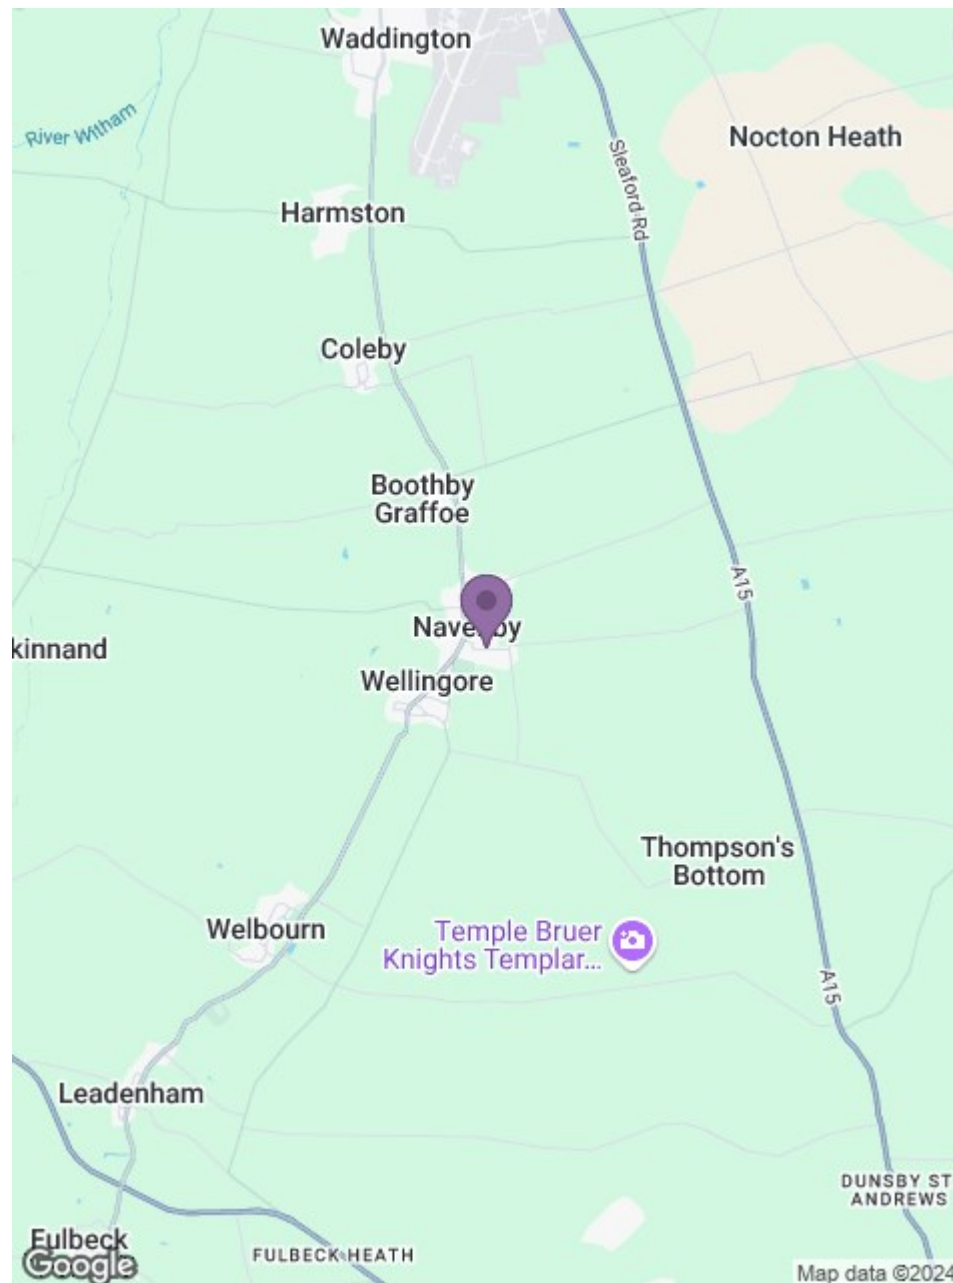 Waddington
River Witham
Nocton Heath
Sleaford Rd
Harmston
Coleby
Boothby
Graffoe
A15
Navenby
kinnand
Wellingore
Thompson's
Bottom
Welbourn
Temple Bruer
Knights Templar...
A15
Leadenham
DUNSBY ST
ANDREWS
Fulbeck
FULBECK HEATH
Google
Map data ©2024